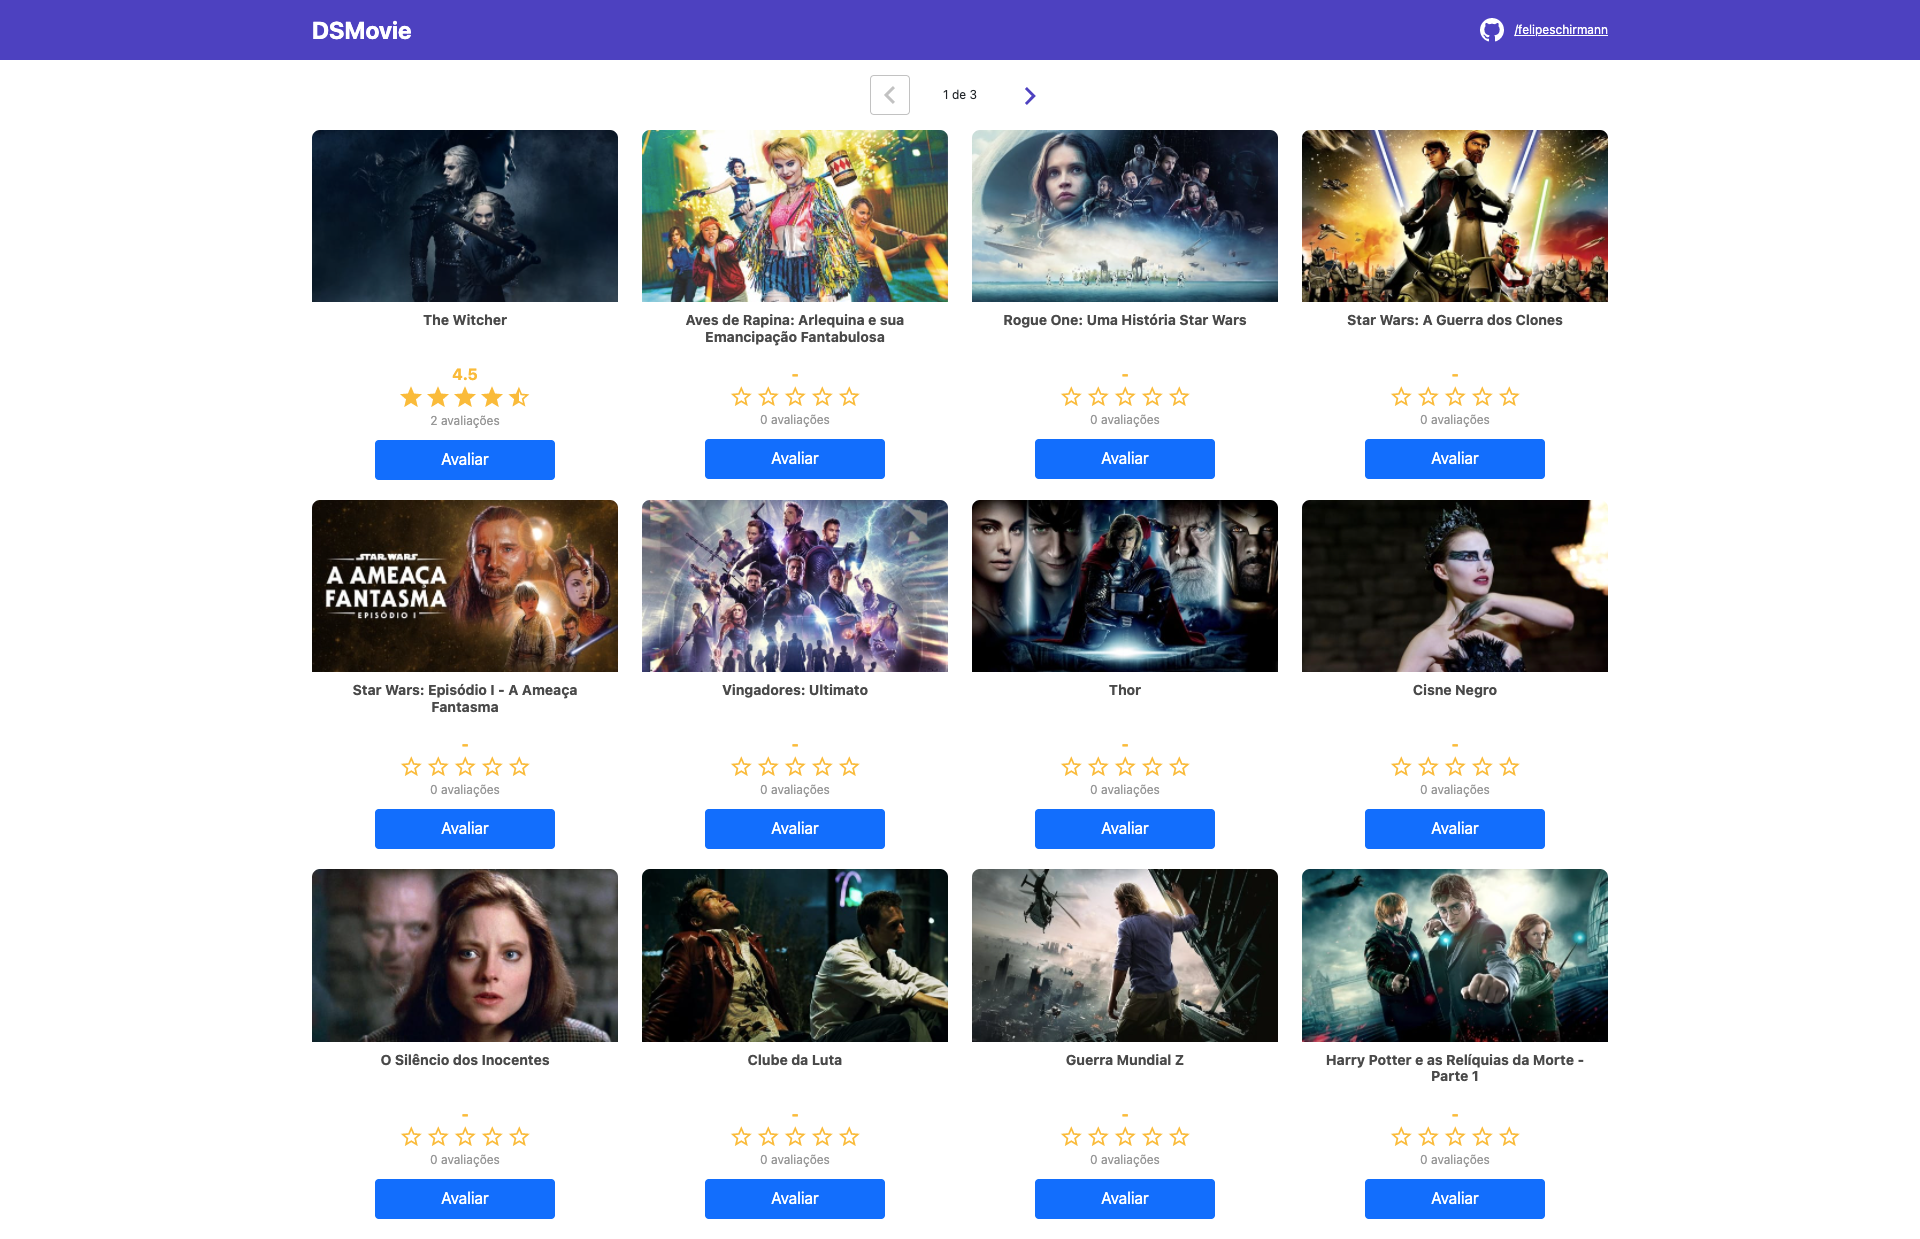 DSMovie
/felipeschirmann
1 de 3
The Witcher
4.5
2 avaliações
Avaliar
Aves de Rapina: Arlequina e sua
Emancipação Fantabulosa
-
0 avaliações
Avaliar
Rogue One: Uma História Star Wars
-
0 avaliações
Avaliar
Star Wars: A Guerra dos Clones
-
0 avaliações
Avaliar
STAR WARS
A AMEAÇA
FANTASMA
EPISÓDIO I
Star Wars: Episódio I - A Ameaça
Fantasma
-
0 avaliações
Avaliar
Vingadores: Ultimato
-
0 avaliações
Avaliar
Thor
-
0 avaliações
Avaliar
Cisne Negro
-
0 avaliações
Avaliar
O Silêncio dos Inocentes
-
0 avaliações
Avaliar
Clube da Luta
-
0 avaliações
Avaliar
Guerra Mundial Z
-
0 avaliações
Avaliar
Harry Potter e as Relíquias da Morte -
Parte 1
-
0 avaliações
Avaliar